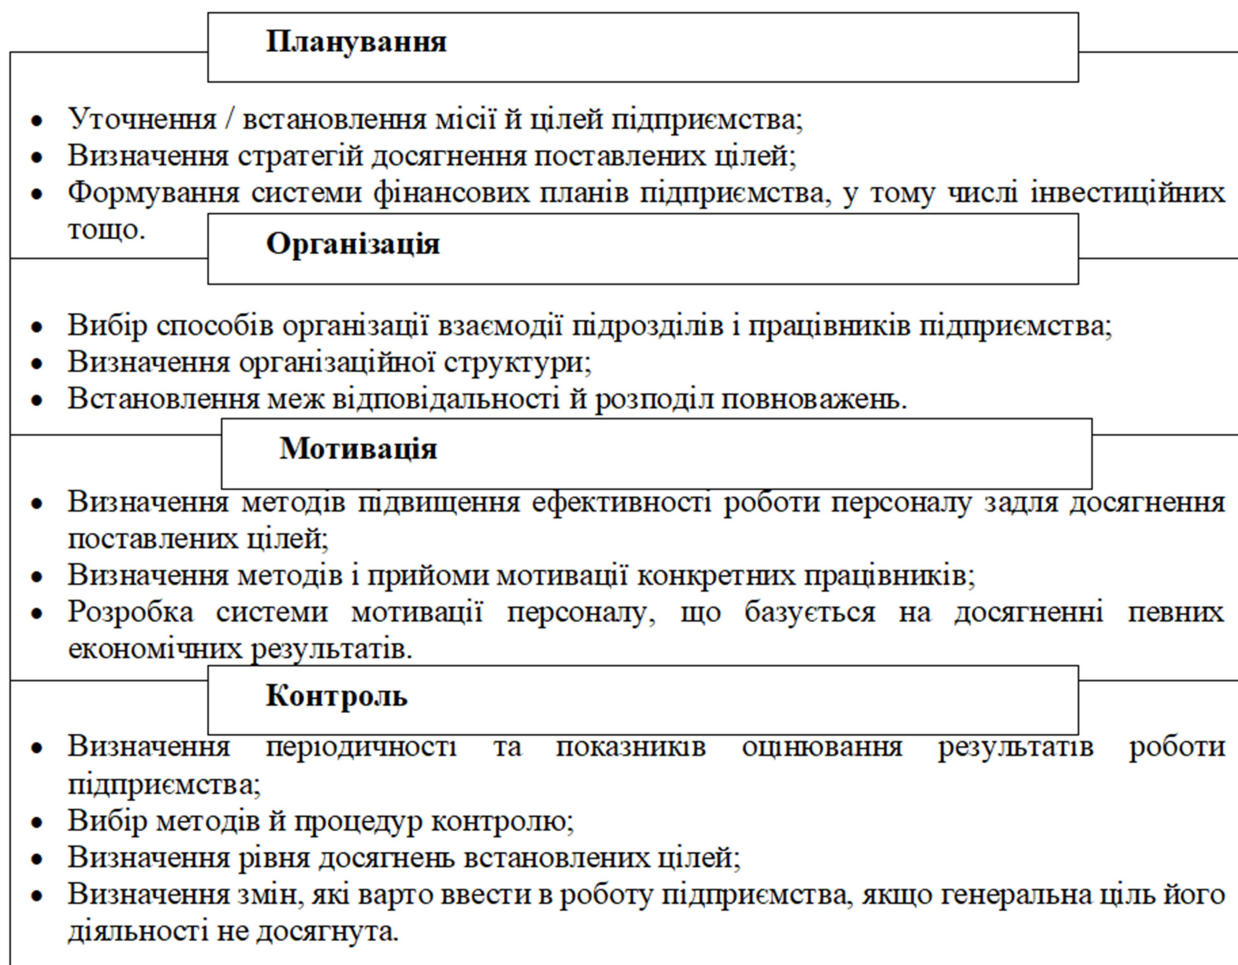 Планування
• Уточнення / встановлення місії й цілей підприємства;
• Визначення стратегій досягнення поставлених цілей;
• Формування системи фінансових планів підприємства, у тому числі інвестиційних
тощо.
Організація
• Вибір способів організації взаємодії підрозділів і працівників підприємства;
• Визначення організаційної структури;
• Встановлення меж відповідальності й розподіл повноважень.
Мотивація
• Визначення методів підвищення ефективності роботи персоналу задля досягнення
поставлених цілей;
• Визначення методів і прийоми мотивації конкретних працівників;
• Розробка системи мотивації персоналу, що базується на досягненні певних
економічних результатів.
Контроль
• Визначення періодичності та показників оцінювання результатів роботи
підприємства;
• Вибір методів й процедур контролю;
• Визначення рівня досягнень встановлених цілей;
• Визначення змін, які варто ввести в роботу підприємства, якщо генеральна ціль його
діяльності не досягнута.